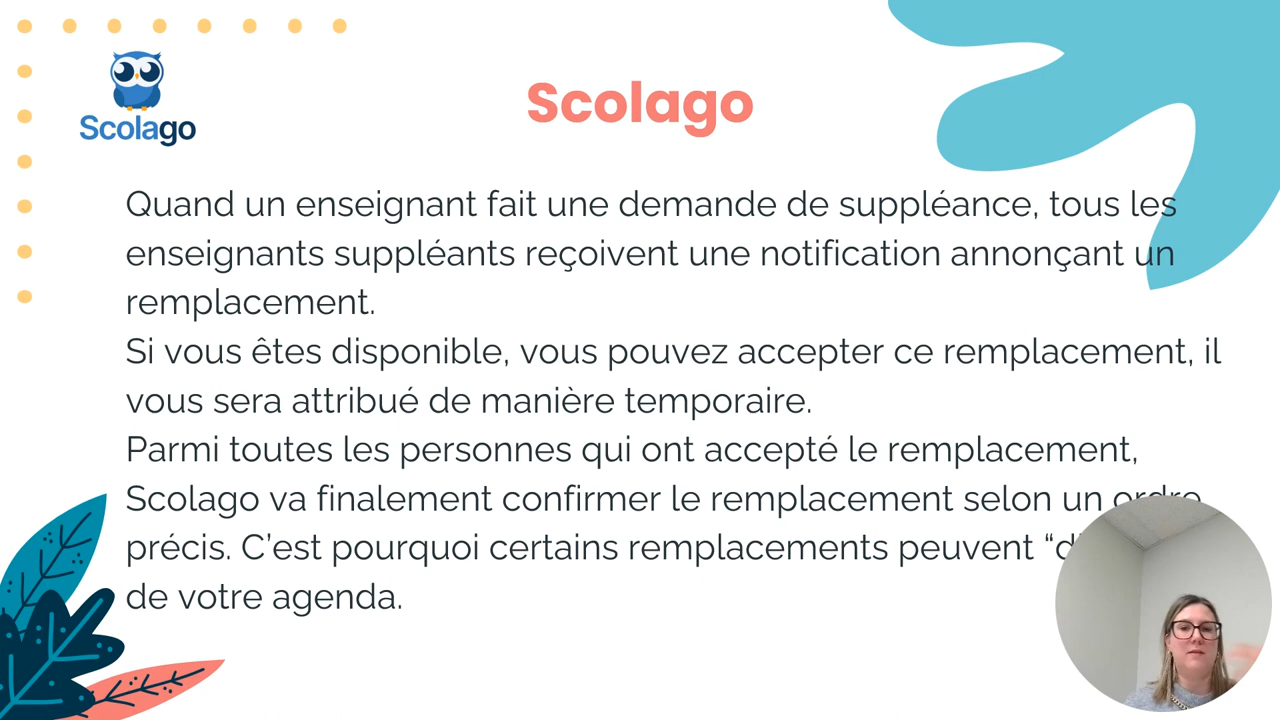 Scolago
Scolago
Quand un enseignant fait une demande de suppléance, tous les
enseignants suppléants reçoivent une notification annonçant un
remplacement.
Si vous êtes disponible, vous pouvez accepter ce remplacement, il
vous sera attribué de manière temporaire.
Parmi toutes les personnes qui ont accepté le remplacement,
Scolago va finalement confirmer le remplacement selon un ordre
précis. C’est pourquoi certains remplacements peuvent
de votre agenda.